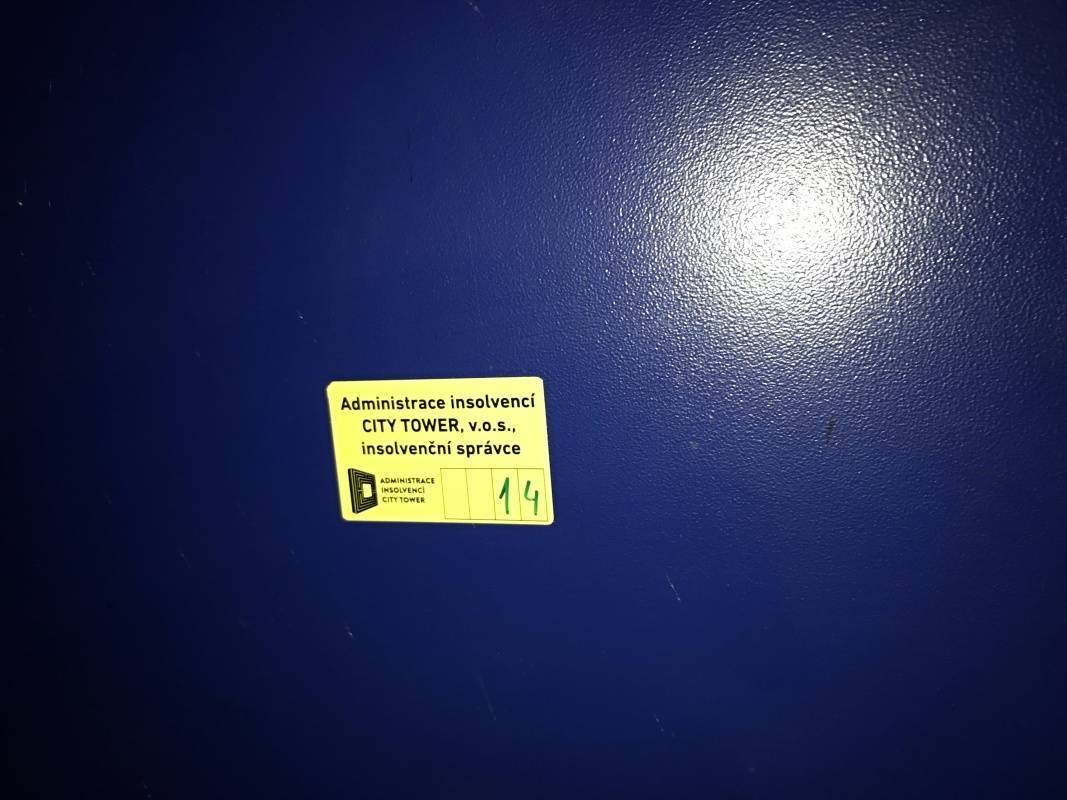 Administrace insolvencí
CITY TOWER, v.o.s.,
insolvenční správce
ADMINISTRACE
INSOLVENCÍ
CITY TOWER
14